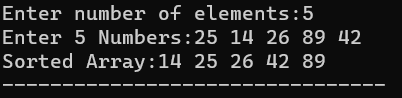 Enter number of elements:5
Enter 5 Numbers:25 14 26 89 42
Sorted Array:14 25 26 42 89
--------------------------------